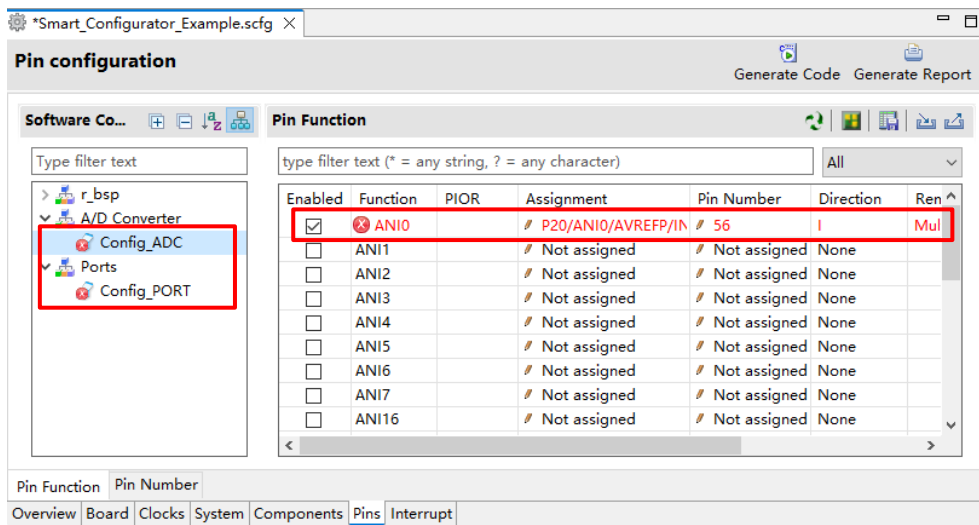 *Smart_Configurator_Example.scfg
Pin configuration
Generate Code Generate Report
Software Co...
Pin Function
Type filter text
type filter text (* = any string, ? = any character)
All
r_bsp
A/D Converter
Config_ADC
Ports
Config_PORT
Enabled Function PIOR Assignment Pin Number Direction Ren
ANI0 P20/ANI0/AVREFP/IN 56 I Mul
ANI1 Not assigned Not assigned None
ANI2 Not assigned Not assigned None
ANI3 Not assigned Not assigned None
ANI4 Not assigned Not assigned None
ANI5 Not assigned Not assigned None
ANI6 Not assigned Not assigned None
ANI7 Not assigned Not assigned None
ANI16 Not assigned Not assigned None
Pin Function Pin Number
Overview Board Clocks System Components Pins Interrupt